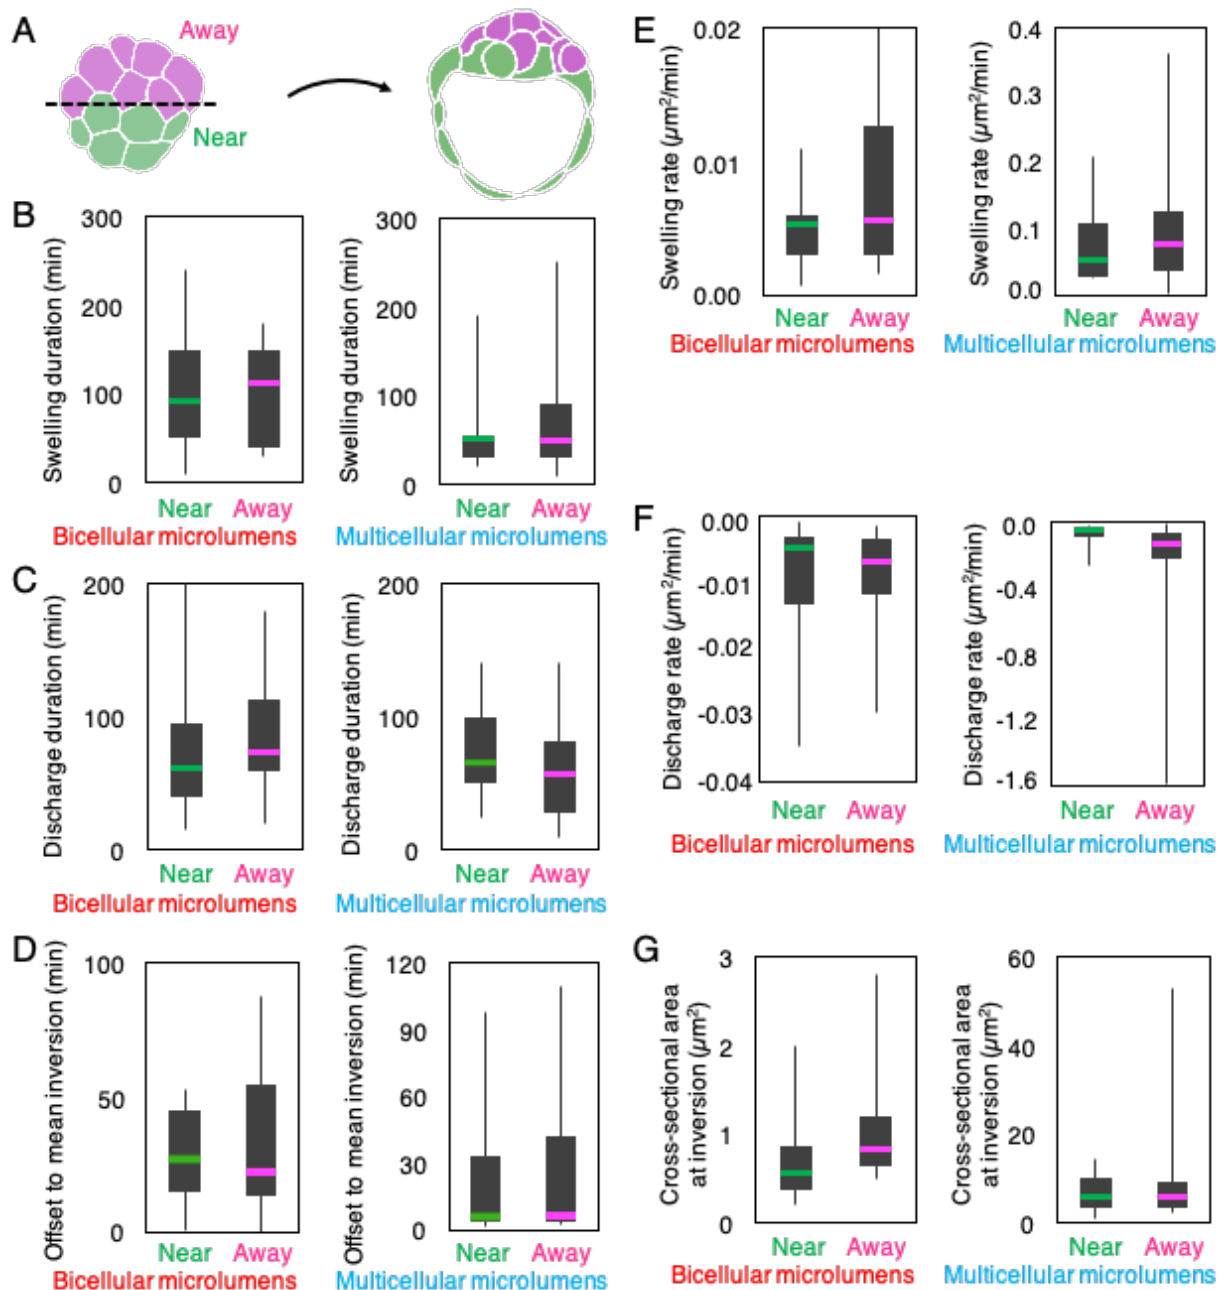 A
Away
Near
B
Swelling duration (min)
300
200
100
0
Near Away
Bicellular microlumens
Swelling duration (min)
300
200
100
0
Near Away
Multicellular microlumens
C
Discharge duration (min)
200
100
0
Near Away
Bicellular microlumens
Discharge duration (min)
200
100
0
Near Away
Multicellular microlumens
D
Offset to mean inversion (min)
100
50
0
Near Away
Bicellular microlumens
Offset to mean inversion (min)
120
90
60
30
0
Near Away
Multicellular microlumens
E
Swelling rate (µm²/min)
0.02
0.01
0.00
Near Away
Bicellular microlumens
Swelling rate (µm²/min)
0.4
0.3
0.2
0.1
0.0
Near Away
Multicellular microlumens
F
Discharge rate (µm²/min)
0.00
-0.01
-0.02
-0.03
-0.04
Near Away
Bicellular microlumens
Discharge rate (µm²/min)
0.0
-0.4
-0.8
-1.2
-1.6
Near Away
Multicellular microlumens
G
Cross-sectional area
at inversion (µm²)
3
2
1
0
Near Away
Bicellular microlumens
Cross-sectional area
at inversion (µm²)
60
40
20
0
Near Away
Multicellular microlumens